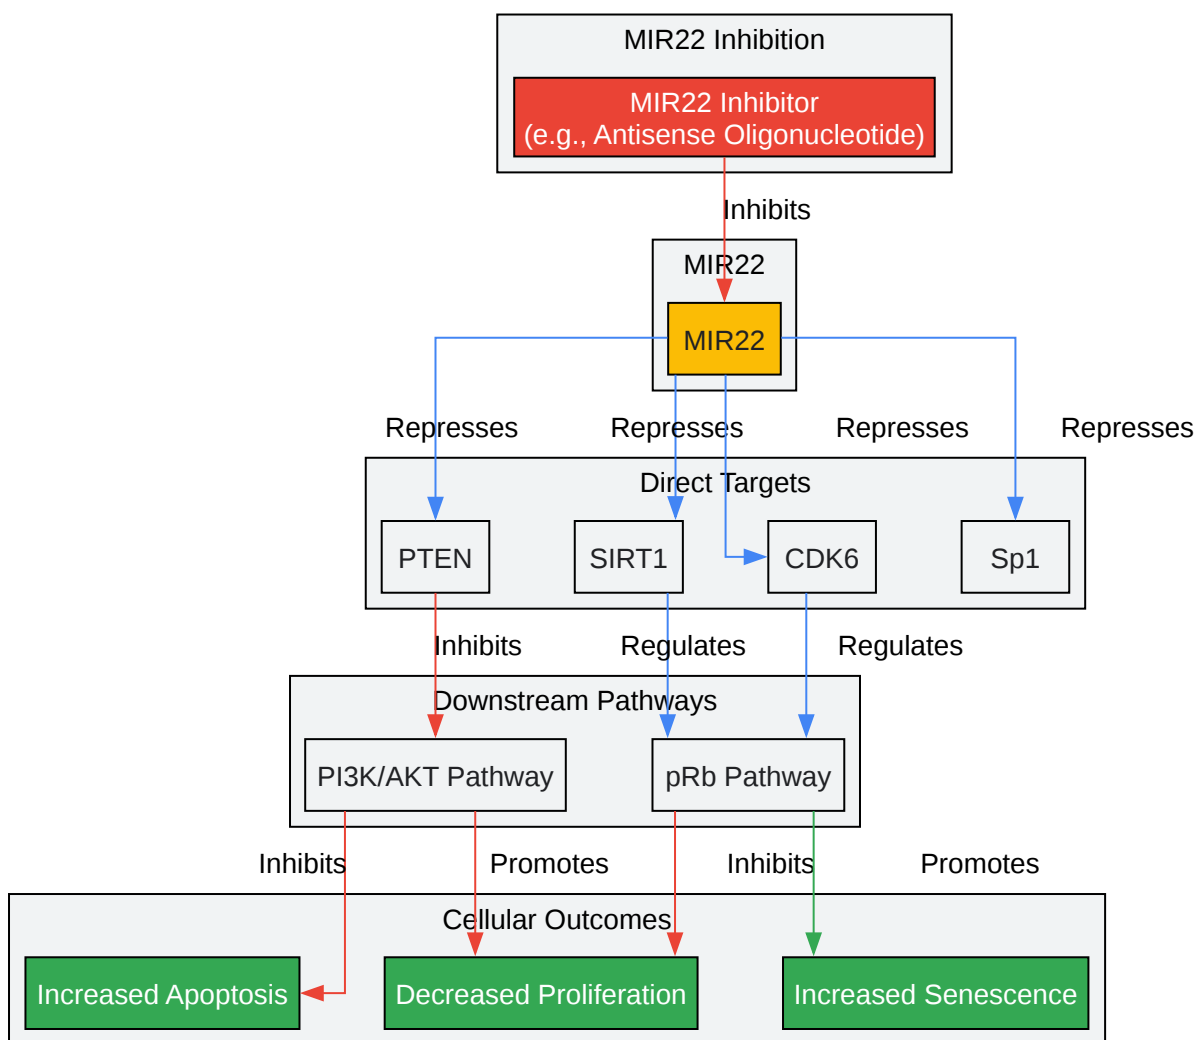 MIR22 Inhibition
MIR22 Inhibitor
(e.g., Antisense Oligonucleotide)
Inhibits
MIR22
MIR22
Represses Represses Represses Represses
Direct Targets
PTEN SIRT1 CDK6 Sp1
Inhibits Regulates Regulates
Downstream Pathways
PI3K/AKT Pathway pRb Pathway
Inhibits Promotes Inhibits Promotes
Cellular Outcomes
Increased Apoptosis Decreased Proliferation Increased Senescence